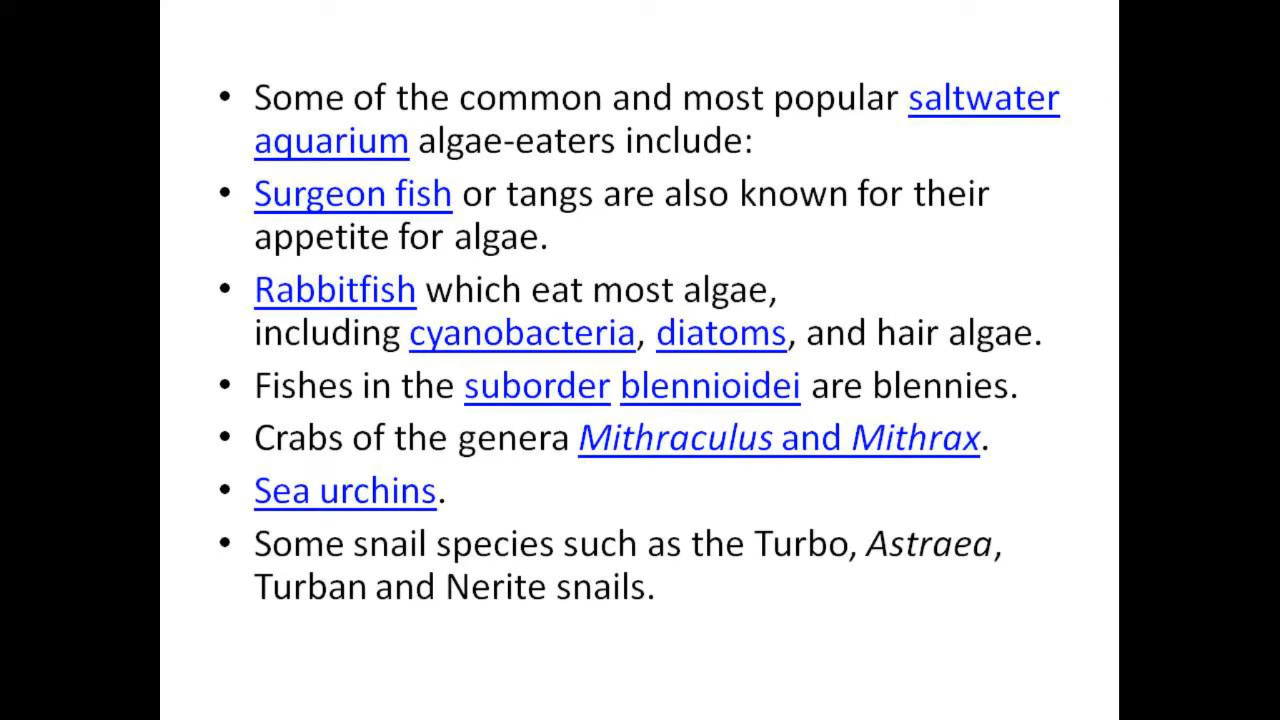 • Some of the common and most popular saltwater
aquarium algae-eaters include:
• Surgeon fish or tangs are also known for their
appetite for algae.
• Rabbitfish which eat most algae,
including cyanobacteria, diatoms, and hair algae.
• Fishes in the suborder blennioidei are blennies.
• Crabs of the genera Mithraculus and Mithrax.
• Sea urchins.
• Some snail species such as the Turbo, Astraea,
Turban and Nerite snails.